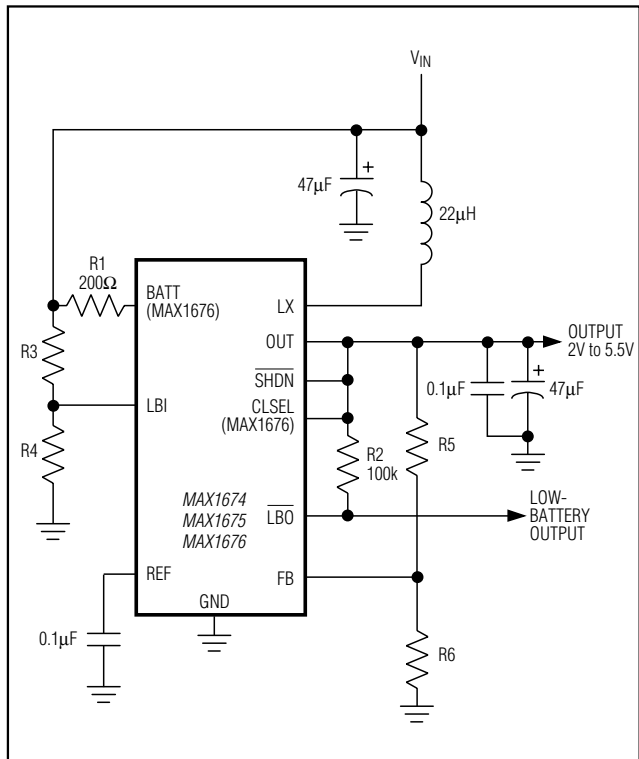 VIN
47µF
+
22µH
R1
200Ω
BATT
(MAX1676)
LX
OUT
OUTPUT
2V to 5.5V
R3
SHDN
0.1µF
+
47µF
CLSEL
(MAX1676)
LBI
R4
R2
100k
R5
MAX1674
MAX1675
MAX1676
LBO
LOW-
BATTERY
OUTPUT
REF
FB
GND
0.1µF
R6